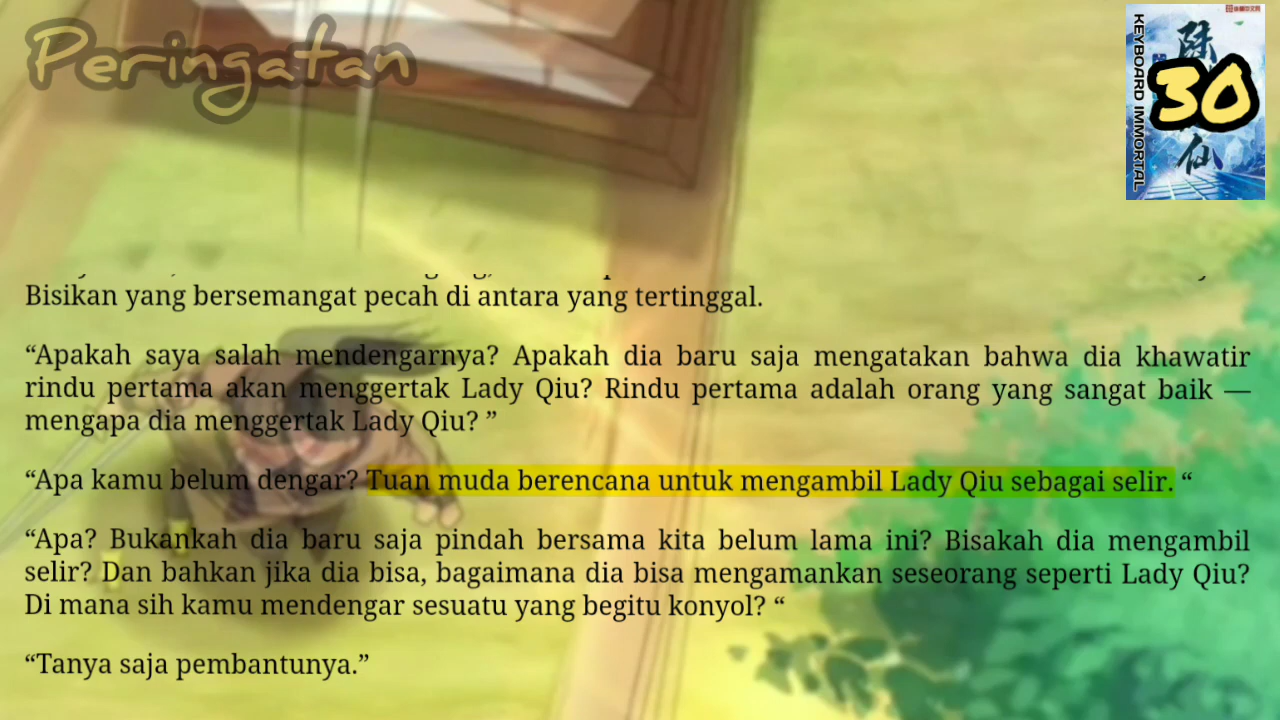 Peringatan
KEYBOARD IMMORTAL
30
仙
Bisikan yang bersemangat pecah di antara yang tertinggal.
“Apakah saya salah mendengarnya? Apakah dia baru saja mengatakan bahwa dia khawatir
rindu pertama akan menggertak Lady Qiu? Rindu pertama adalah orang yang sangat baik —
mengapa dia menggertak Lady Qiu? ”
“Apa kamu belum dengar? Tuan muda berencana untuk mengambil Lady Qiu sebagai selir. “
“Apa? Bukankah dia baru saja pindah bersama kita belum lama ini? Bisakah dia mengambil
selir? Dan bahkan jika dia bisa, bagaimana dia bisa mengamankan seseorang seperti Lady Qiu?
Di mana sih kamu mendengar sesuatu yang begitu konyol? “
“Tanya saja pembantunya.”